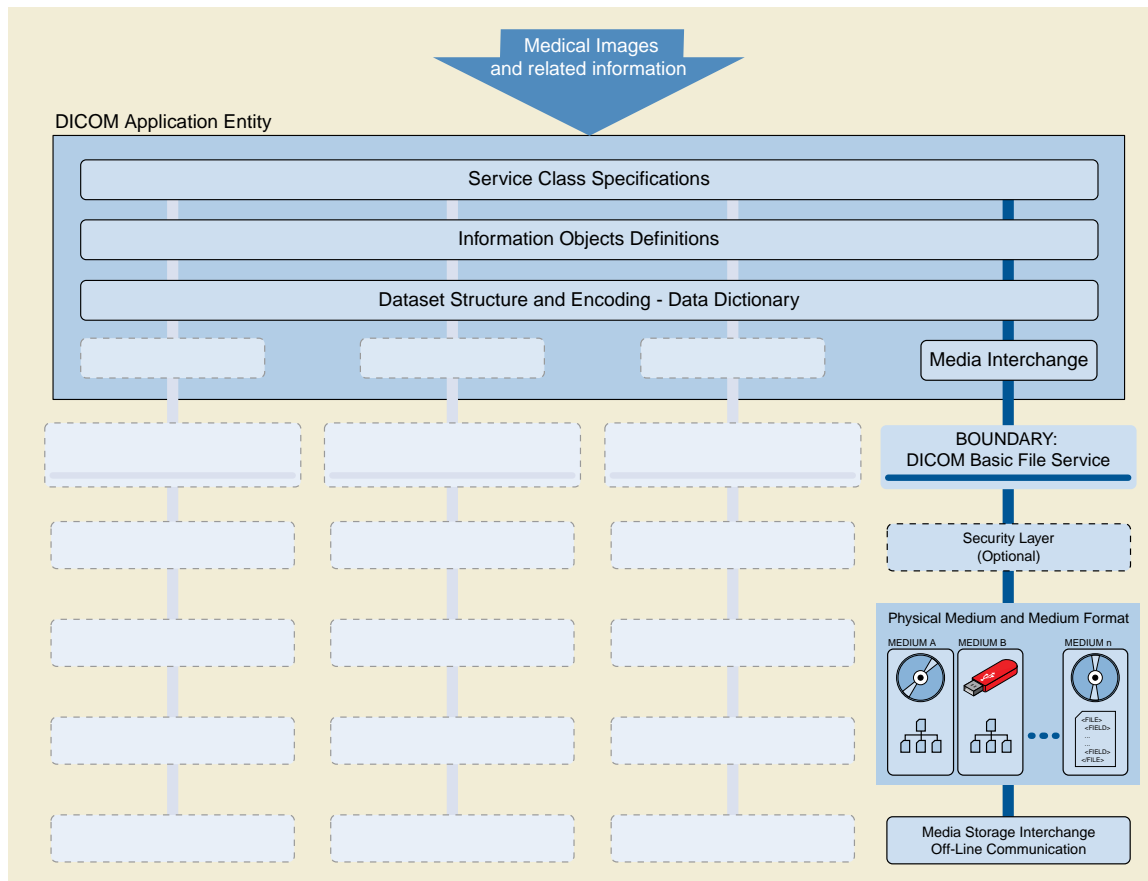 Medical Images
and related information
DICOM Application Entity
Service Class Specifications
Information Objects Definitions
Dataset Structure and Encoding - Data Dictionary
Media Interchange
BOUNDARY:
DICOM Basic File Service
Security Layer
(Optional)
Physical Medium and Medium Format
MEDIUM A
MEDIUM B
MEDIUM n
<FILE>
<FIELD>
...
...
<FIELD>
</FILE>
Media Storage Interchange
Off-Line Communication